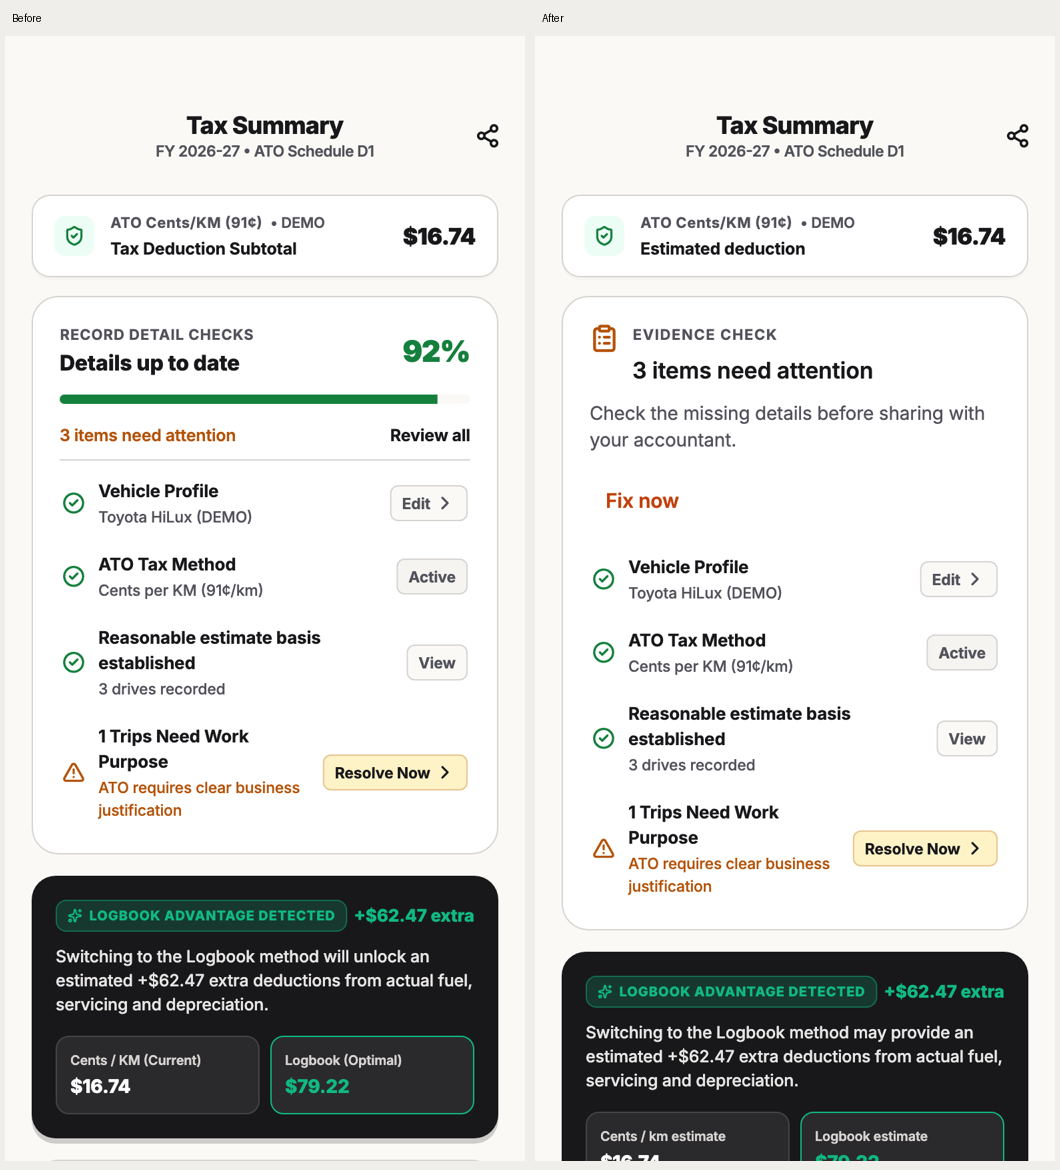 Before
Tax Summary
FY 2026-27 • ATO Schedule D1
ATO Cents/KM (91¢) • DEMO
Tax Deduction Subtotal
$16.74
RECORD DETAIL CHECKS
Details up to date
92%
3 items need attention
Review all
Vehicle Profile
Toyota HiLux (DEMO)
Edit
ATO Tax Method
Cents per KM (91¢/km)
Active
Reasonable estimate basis
established
3 drives recorded
View
1 Trips Need Work
Purpose
ATO requires clear business
justification
Resolve Now
LOGBOOK ADVANTAGE DETECTED
+$62.47 extra
Switching to the Logbook method will unlock an
estimated +$62.47 extra deductions from actual fuel,
servicing and depreciation.
Cents / KM (Current)
$16.74
Logbook (Optimal)
$79.22
After
Tax Summary
FY 2026-27 • ATO Schedule D1
ATO Cents/KM (91¢) • DEMO
Estimated deduction
$16.74
EVIDENCE CHECK
3 items need attention
Check the missing details before sharing with
your accountant.
Fix now
Vehicle Profile
Toyota HiLux (DEMO)
Edit
ATO Tax Method
Cents per KM (91¢/km)
Active
Reasonable estimate basis
established
3 drives recorded
View
1 Trips Need Work
Purpose
ATO requires clear business
justification
Resolve Now
LOGBOOK ADVANTAGE DETECTED
+$62.47 extra
Switching to the Logbook method may provide an
estimated +$62.47 extra deductions from actual fuel,
servicing and depreciation.
Cents / km estimate
$16.74
Logbook estimate
$79.22